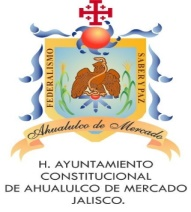 FEDERALISMO
SABER Y PAZ
Ahualulco de Mercado
H. AYUNTAMIENTO
CONSTITUCIONAL
DE AHUALULCO DE MERCADO
JALISCO.